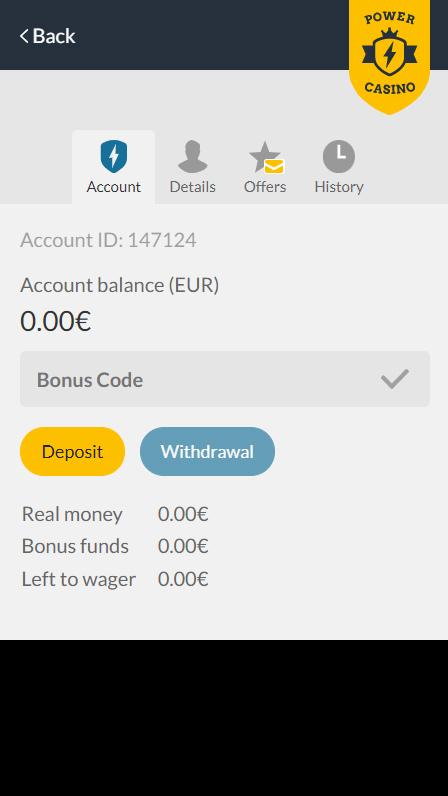 Back
POWER
CASINO
Account
Details
Offers
History
Account ID: 147124
Account balance (EUR)
0.00€
Bonus Code
Deposit
Withdrawal
Real money 0.00€
Bonus funds 0.00€
Left to wager 0.00€